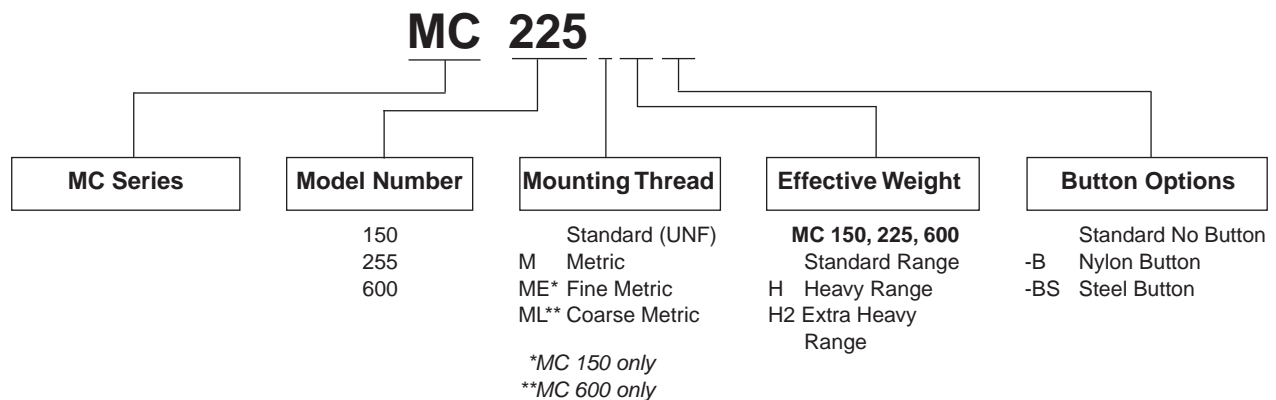 MC 225
MC Series
Model Number
150
255
600
Mounting Thread
Standard (UNF)
M Metric
ME* Fine Metric
ML** Coarse Metric
*MC 150 only
**MC 600 only
Effective Weight
MC 150, 225, 600
Standard Range
H Heavy Range
H2 Extra Heavy
Range
Button Options
Standard No Button
-B Nylon Button
-BS Steel Button